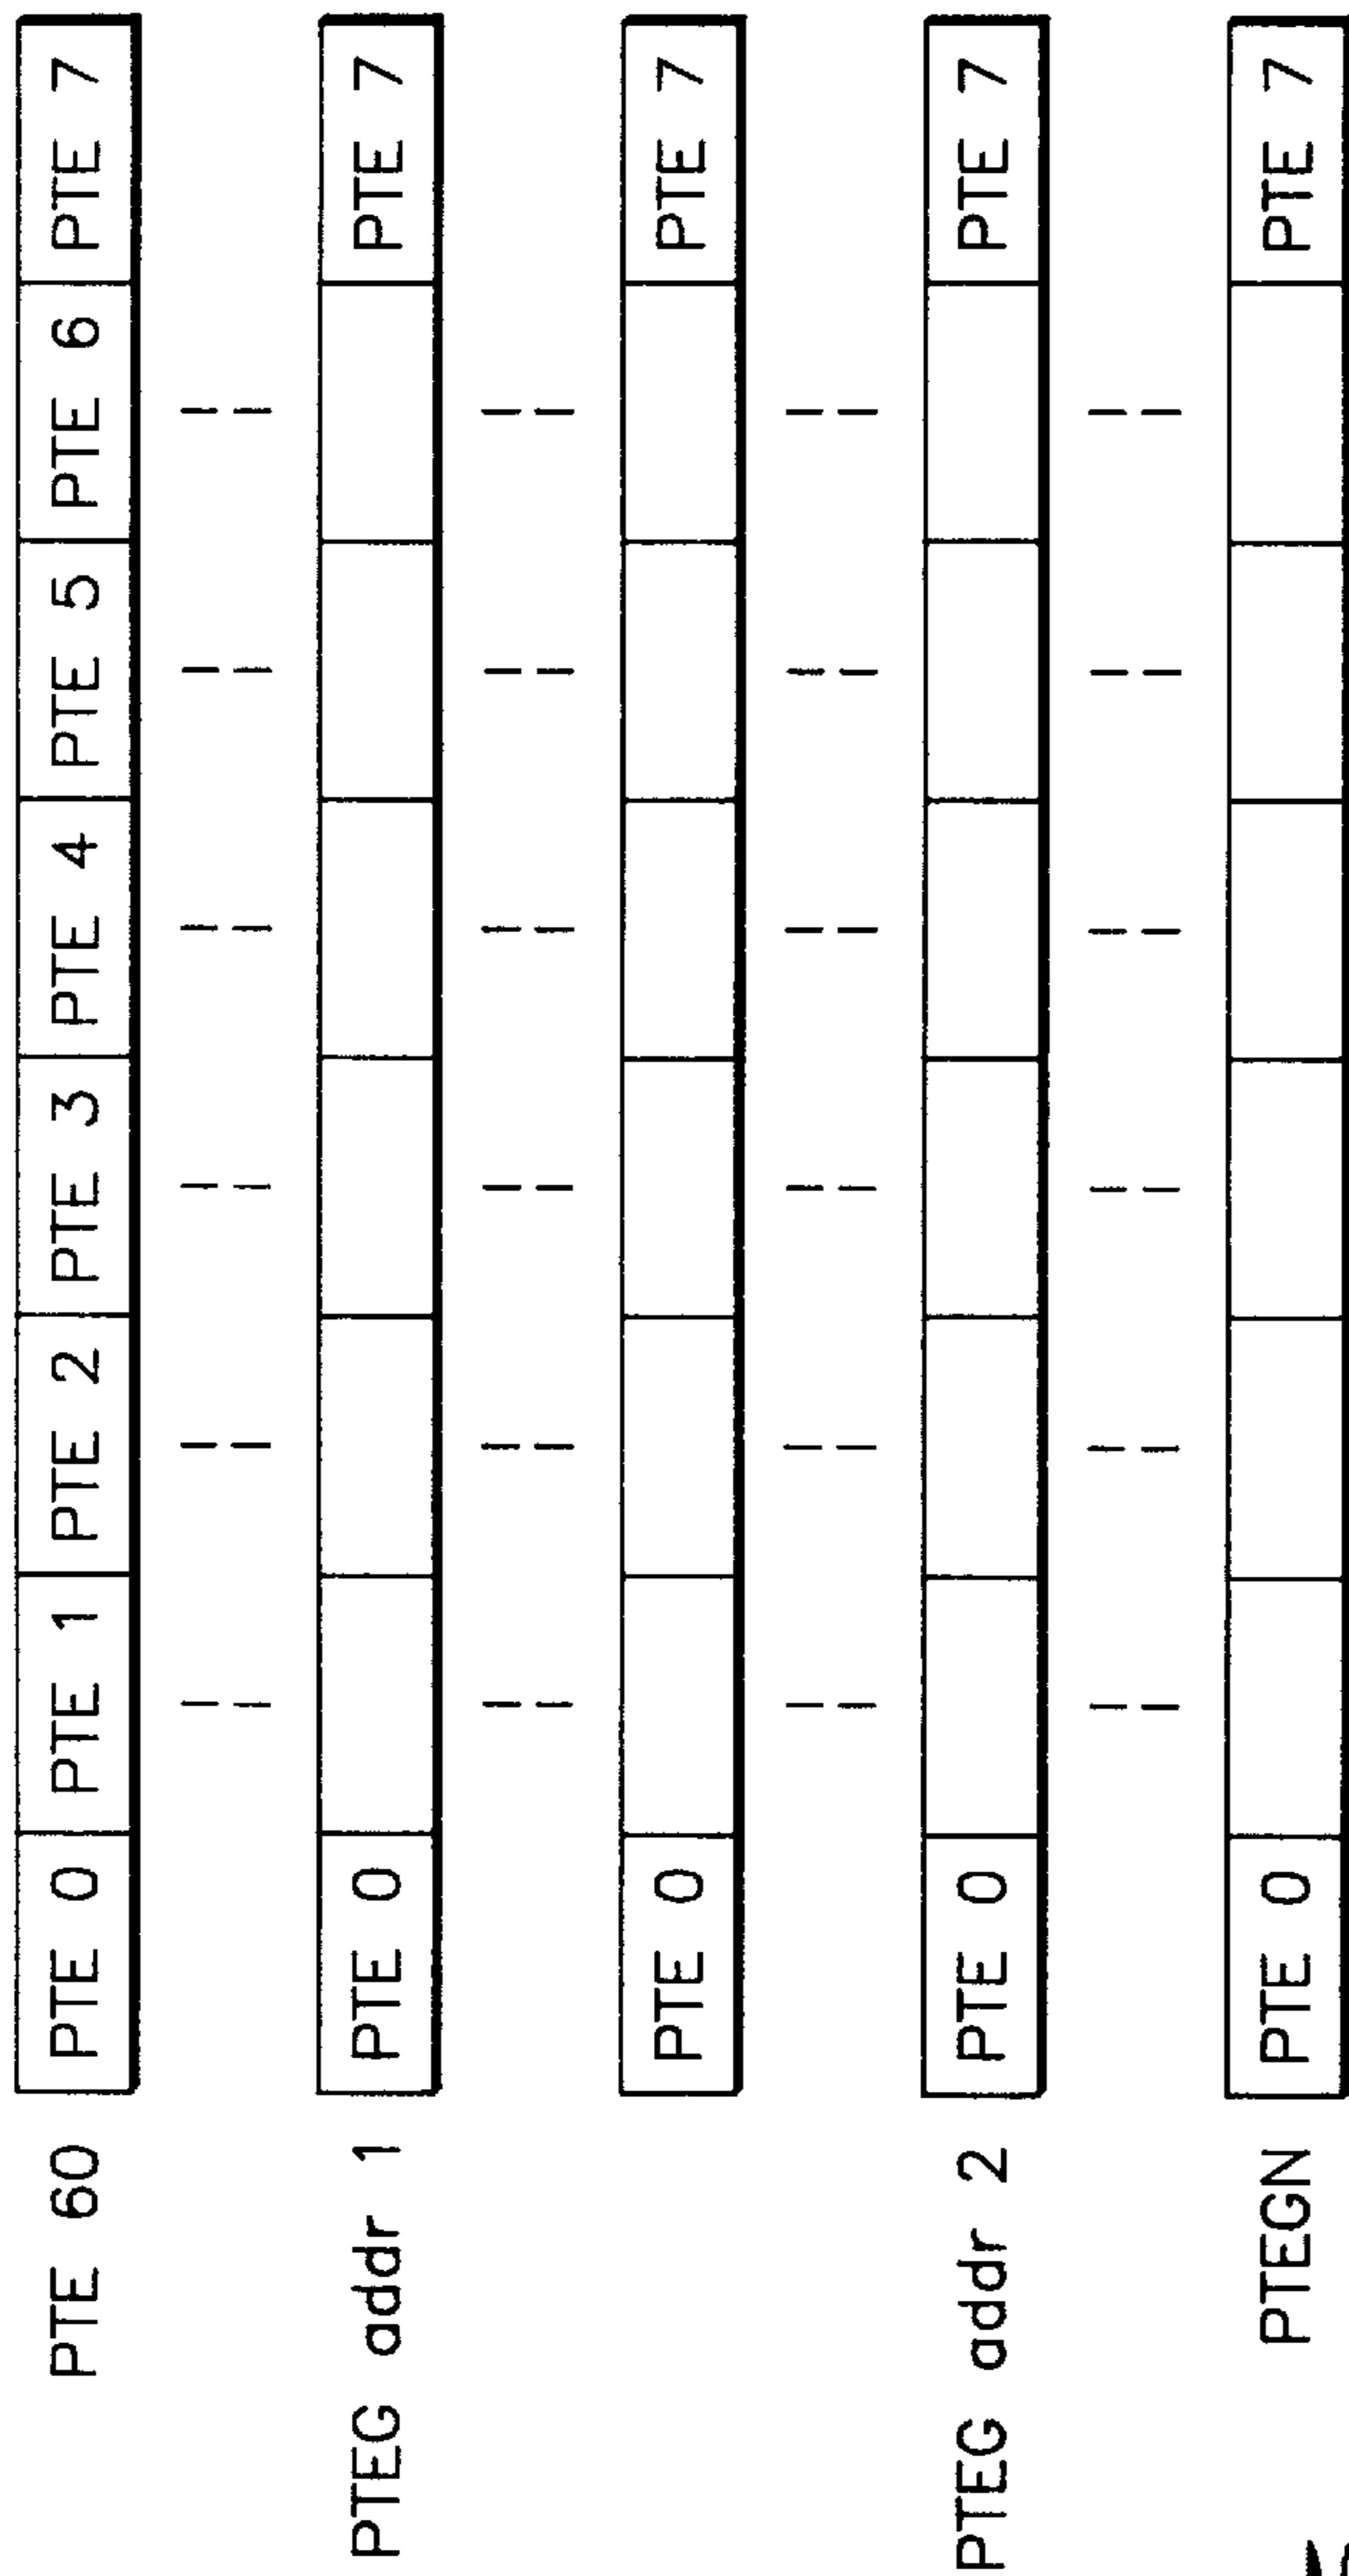 PTE 60 PTE 0 PTE 1 PTE 2 PTE 3 PTE 4 PTE 5 PTE 6 PTE 7
PTEG addr 1 PTE 0 PTE 7
PTE 0 PTE 7
PTEG addr 2 PTE 0 PTE 7
PTEGN PTE 0 PTE 7